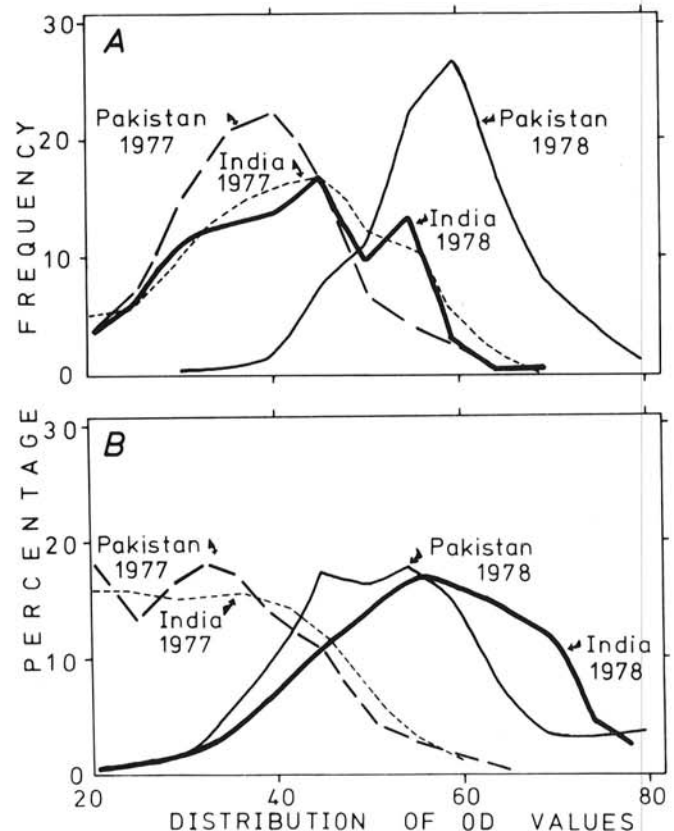 A
30
20
10
0
FREQUENCY
Pakistan
1977
India
1977
Pakistan
1978
India
1978
B
30
20
10
0
PERCENTAGE
Pakistan
1977
India
1977
Pakistan
1978
India
1978
20 40 60 80
DISTRIBUTION OF OD VALUES